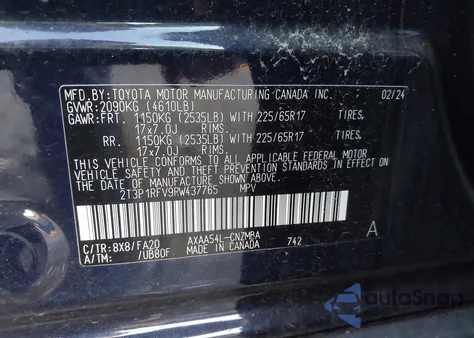 MFD.BY:TOYOTA MOTOR MANUFACTURING CANADA INC. 02/24
GVWR:2090KG (4610LB)
GAWR:FRT. 1150KG (2535LB) WITH 225/65R17 TIRES,
17x7.0J RIMS,
RR. 1150KG (2535LB) WITH 225/65R17 TIRES,
17x7.0J RIMS,
THIS VEHICLE CONFORMS TO ALL APPLICABLE FEDERAL MOTOR
VEHICLE SAFETY AND BUMPER STANDARDS IN EFFECT ON THE
DATE OF MANUFACTURE SHOWN ABOVE.
2T3P1RFV9RW437765 MPV
A
C/TR:8X8/FA20 AXAA54L-CNZMBA 742
A/TM: /UB80F MADE IN CANADA
AutoSnap